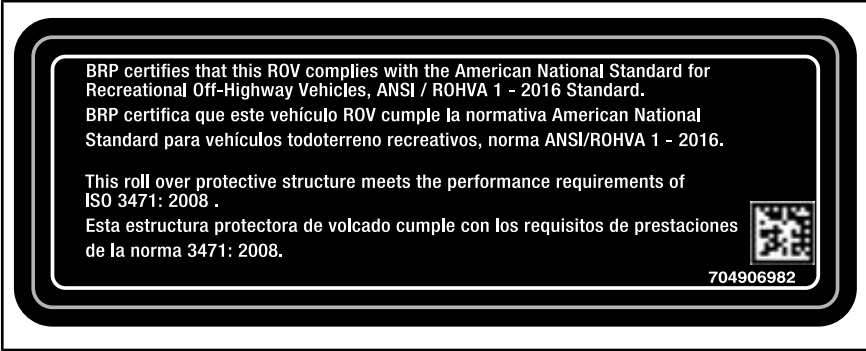 BRP certifies that this ROV complies with the American National Standard for
Recreational Off-Highway Vehicles, ANSI / ROHVA 1 - 2016 Standard.
BRP certifica que este vehículo ROV cumple la normativa American National
Standard para vehículos todoterreno recreativos, norma ANSI/ROHVA 1 - 2016.
This roll over protective structure meets the performance requirements of
ISO 3471: 2008 .
Esta estructura protectora de volcado cumple con los requisitos de prestaciones
de la norma 3471: 2008.
704906982